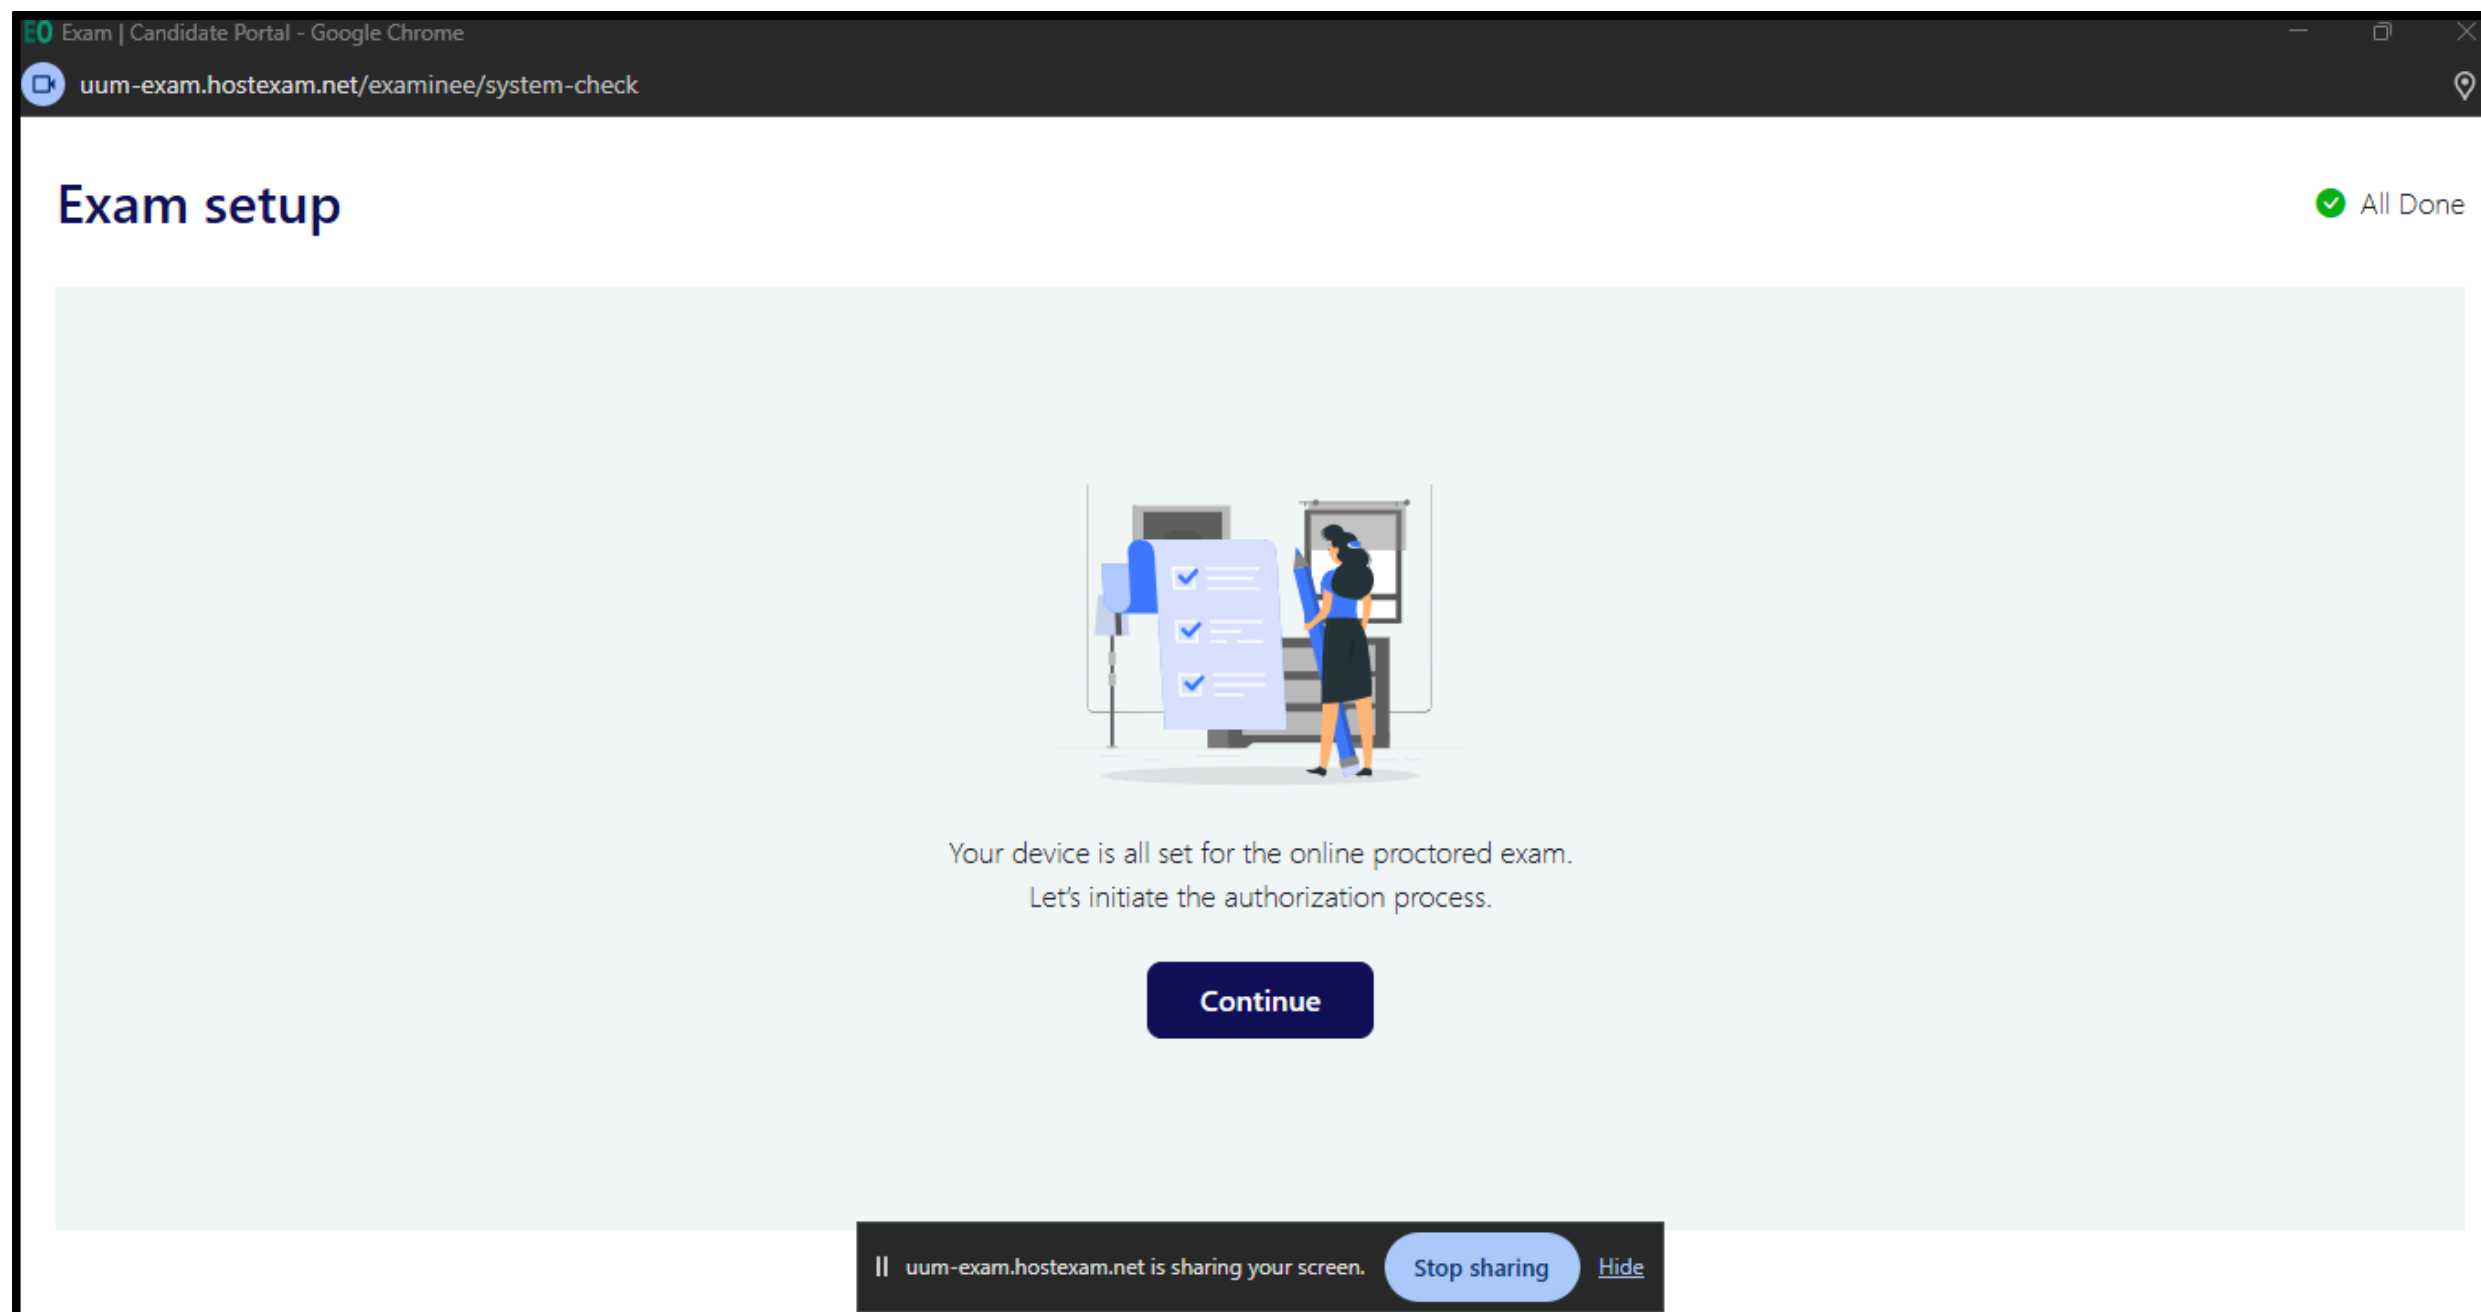 EO Exam | Candidate Portal - Google Chrome
uum-exam.hostexam.net/examinee/system-check
Exam setup
All Done
Your device is all set for the online proctored exam.
Let's initiate the authorization process.
Continue
uum-exam.hostexam.net is sharing your screen. Stop sharing Hide